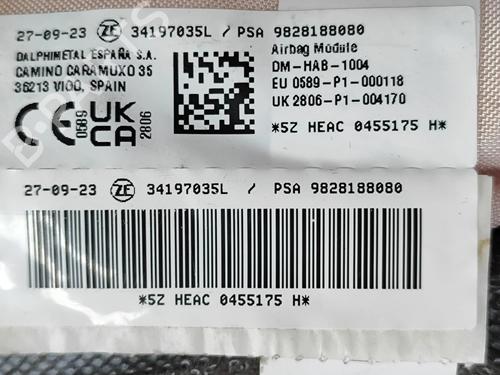 27-09-23 ZF 34197035L / PSA 9828188080
DALPHIMETAL ESPAÑA S.A.
CAMINO CARAMUXO 35
36213 VIGO, SPAIN
Airbag Module
DM-HAB-1004
EU 0589-P1-000118
UK 2806-P1-004170
CE 0589 UK CA 2806
*5Z HEAC 0455175 H*
27-09-23 ZF 34197035L / PSA 9828188080
*5Z HEAC 0455175 H*